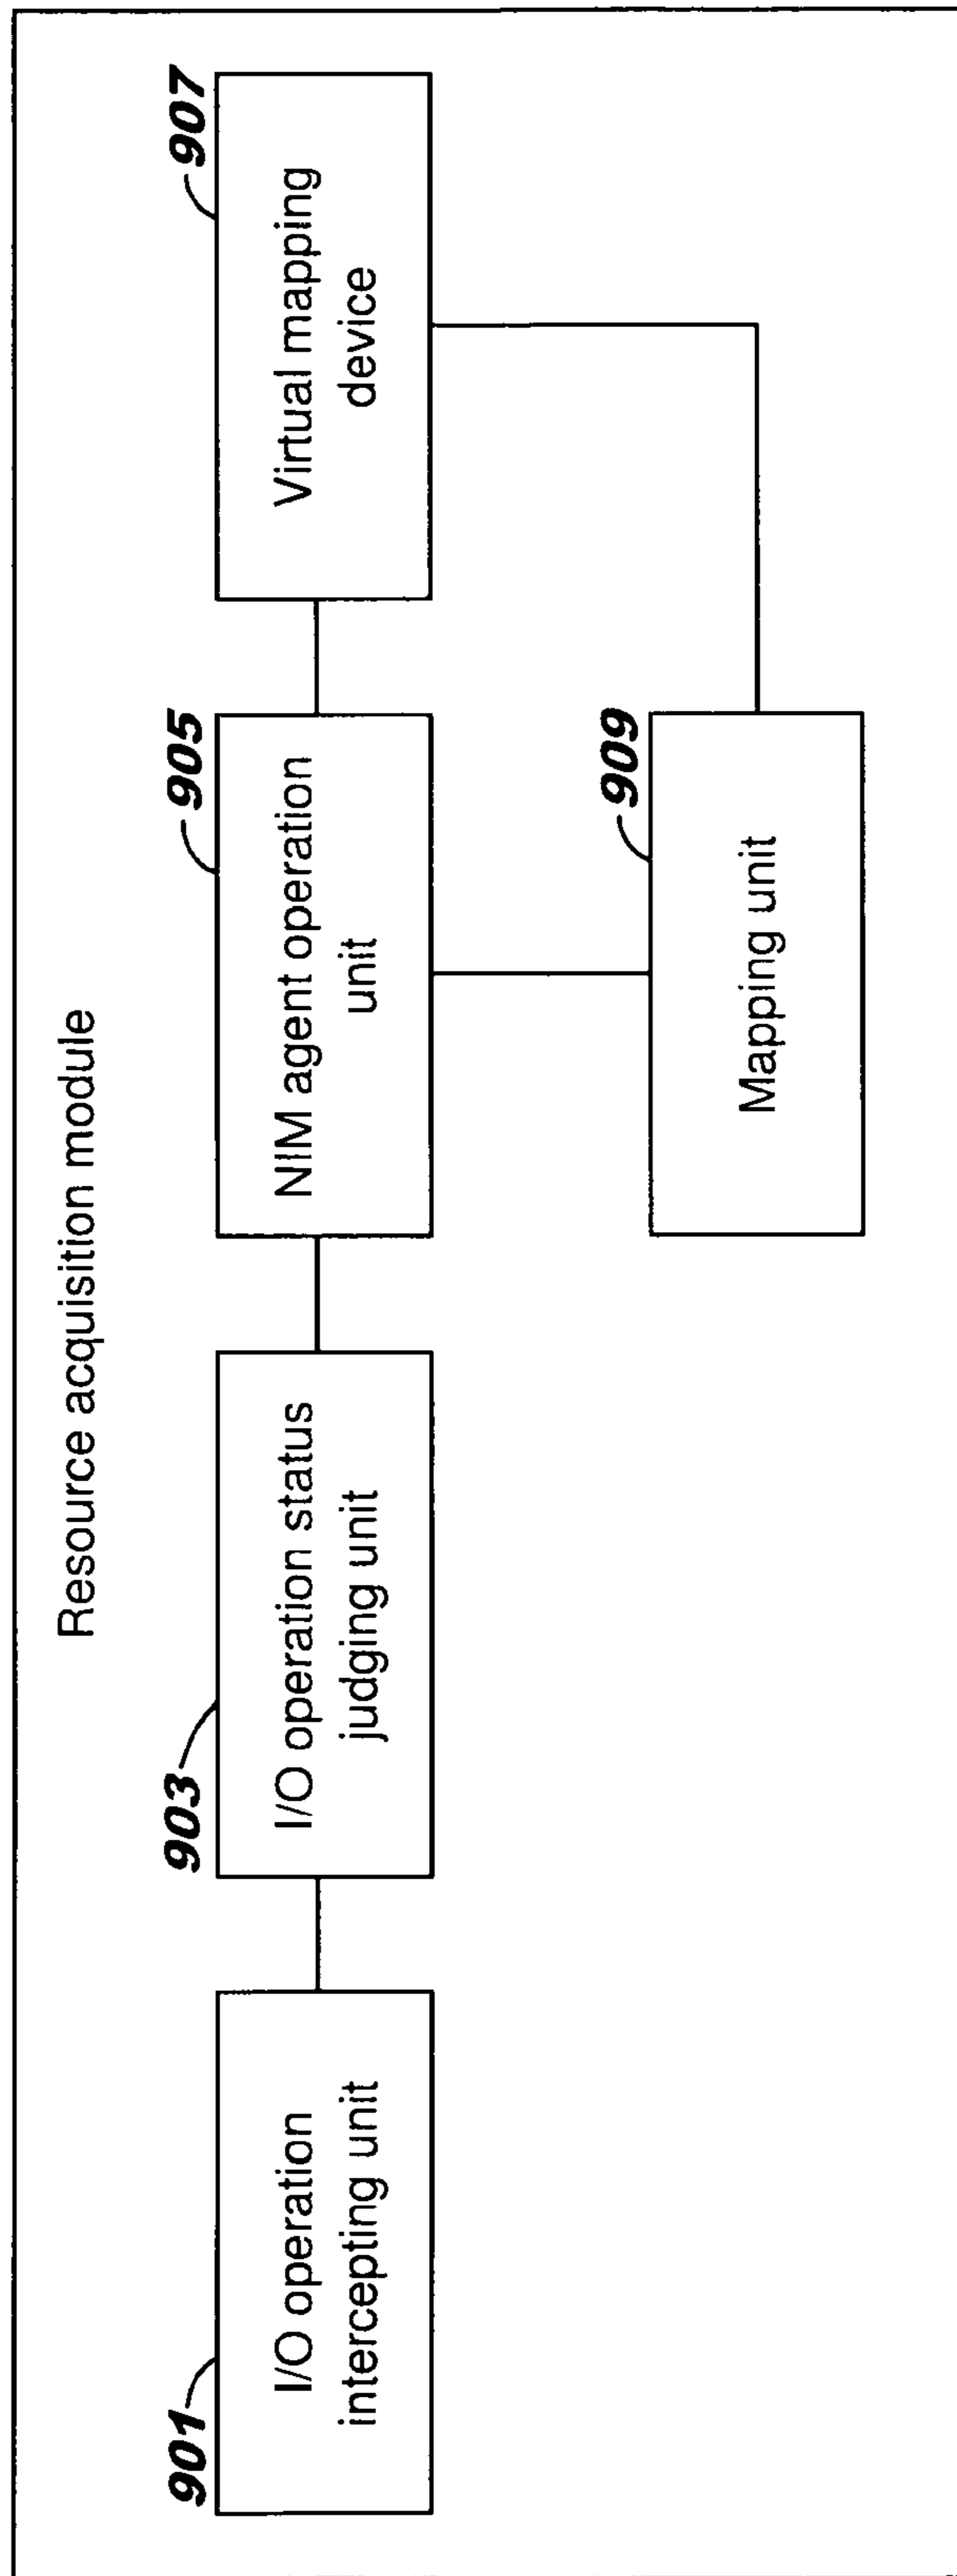 Resource acquisition module
901
I/O operation
intercepting unit
903
I/O operation status
judging unit
905
NIM agent operation
unit
907
Virtual mapping
device
909
Mapping unit